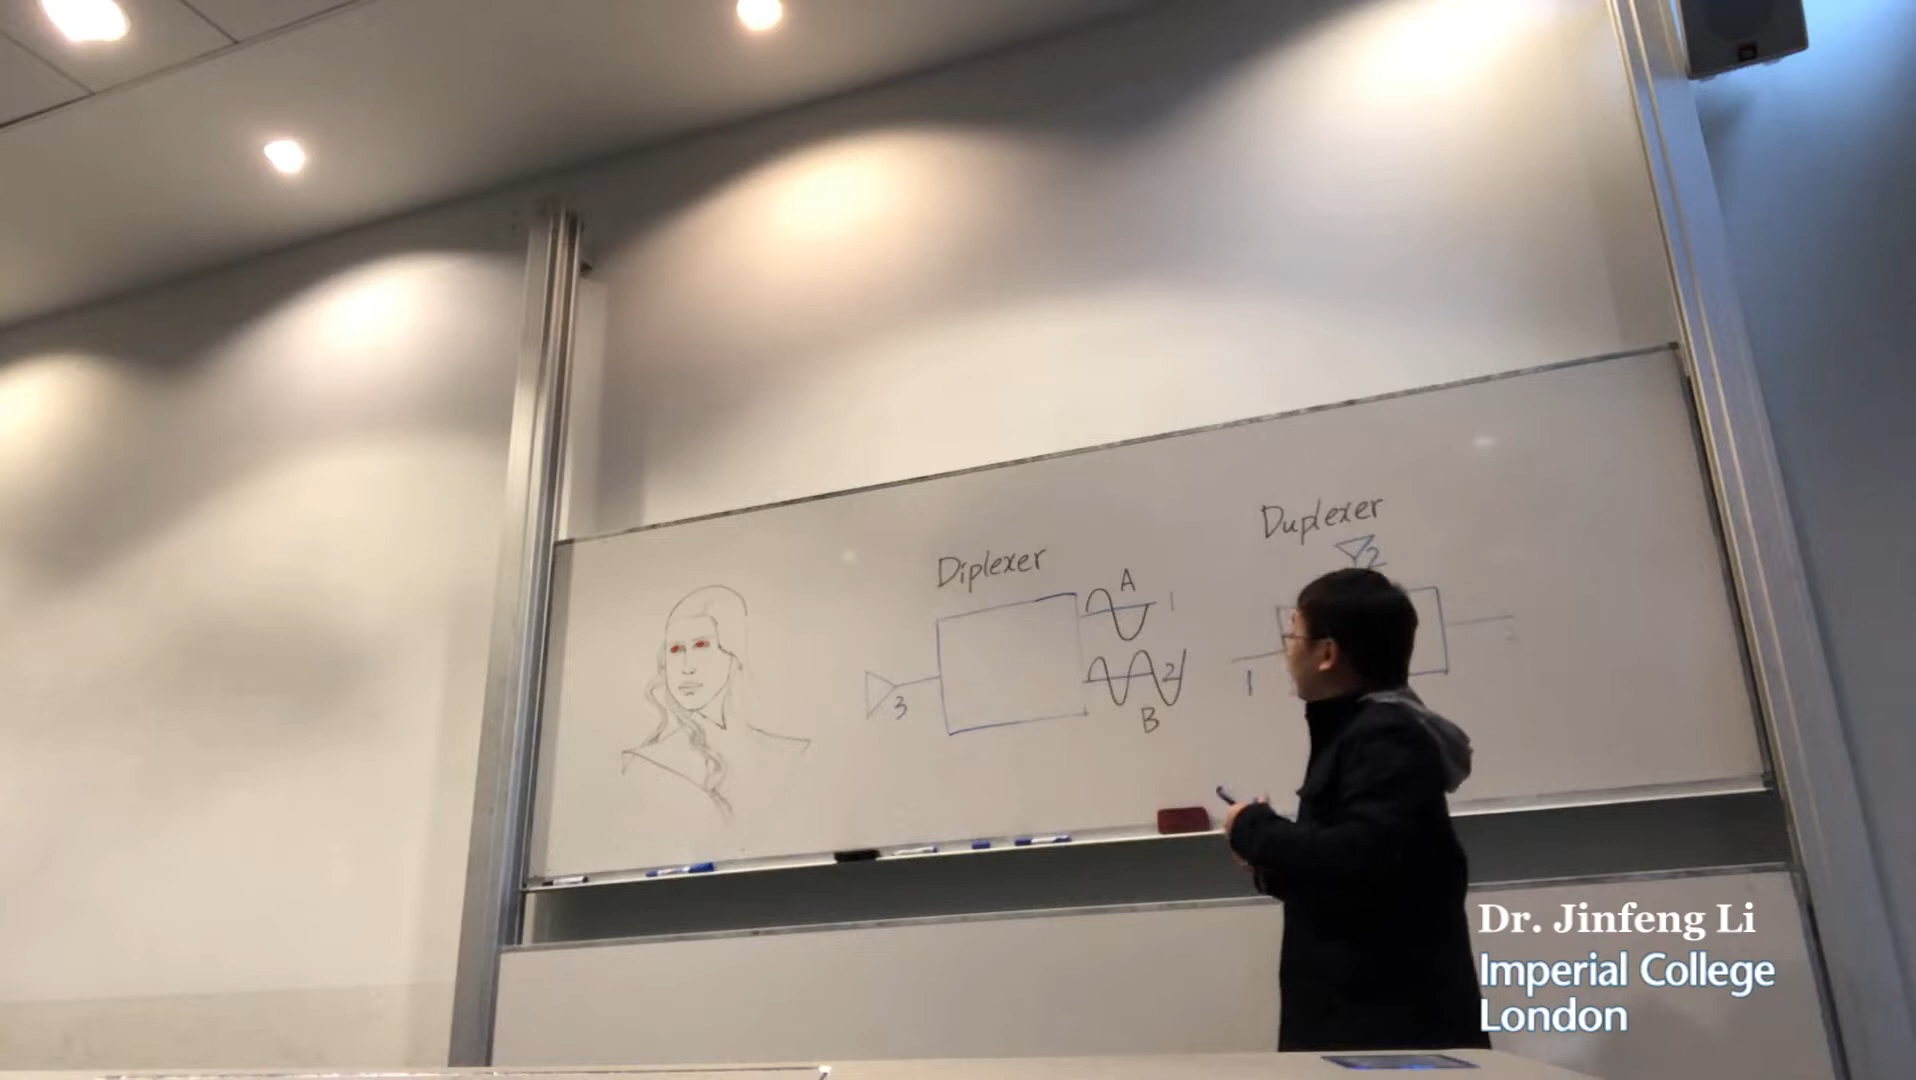 Diplexer
A
1
3
2
B
Duplexer
2
1
Dr. Jinfeng Li
Imperial College
London